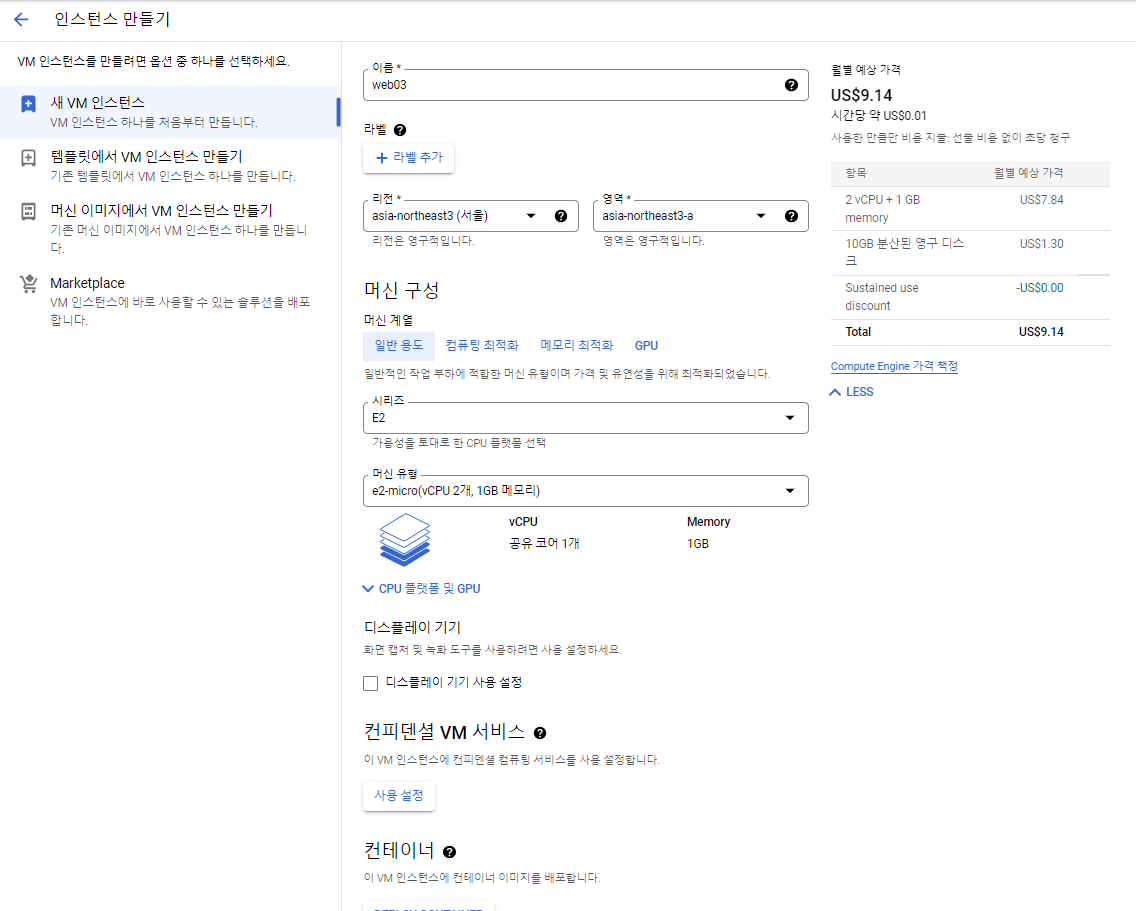 인스턴스 만들기
VM 인스턴스를 만들려면 옵션 중 하나를 선택하세요.
새 VM 인스턴스
VM 인스턴스 하나를 처음부터 만듭니다.
템플릿에서 VM 인스턴스 만들기
기존 템플릿에서 VM 인스턴스 하나를 만듭니다.
머신 이미지에서 VM 인스턴스 만들기
기존 머신 이미지에서 VM 인스턴스 하나를 만듭니
다.
Marketplace
VM 인스턴스에 바로 사용할 수 있는 솔루션을 배포
합니다.
이름 *
web03
라벨
라벨 추가
리전 *
asia-northeast3 (서울)
리전은 영구적입니다.
영역 *
asia-northeast3-a
영역은 영구적입니다.
머신 구성
머신 계열
일반 용도 컴퓨팅 최적화 메모리 최적화 GPU
일반적인 작업 부하에 적합한 머신 유형이며 가격 및 유연성을 위해 최적화되었습니다.
시리즈
E2
가용성을 토대로 한 CPU 플랫폼 선택
머신 유형
e2-micro(vCPU 2개, 1GB 메모리)
vCPU Memory
공유 코어 1개 1GB
CPU 플랫폼 및 GPU
디스플레이 기기
화면 캡처 및 녹화 도구를 사용하려면 사용 설정하세요.
디스플레이 기기 사용 설정
컨피덴셜 VM 서비스
이 VM 인스턴스에 컨피덴셜 컴퓨팅 서비스를 사용 설정합니다.
사용 설정
컨테이너
이 VM 인스턴스에 컨테이너 이미지를 배포합니다.
월별 예상 가격
US$9.14
시간당 약 US$0.01
사용한 만큼만 비용 지불: 선불 비용 없이 초당 청구
항목 월별 예상 가격
2 vCPU + 1 GB US$7.84
memory
10GB 분산된 영구 디스 US$1.30
크
Sustained use -US$0.00
discount
Total US$9.14
Compute Engine 가격 책정
LESS